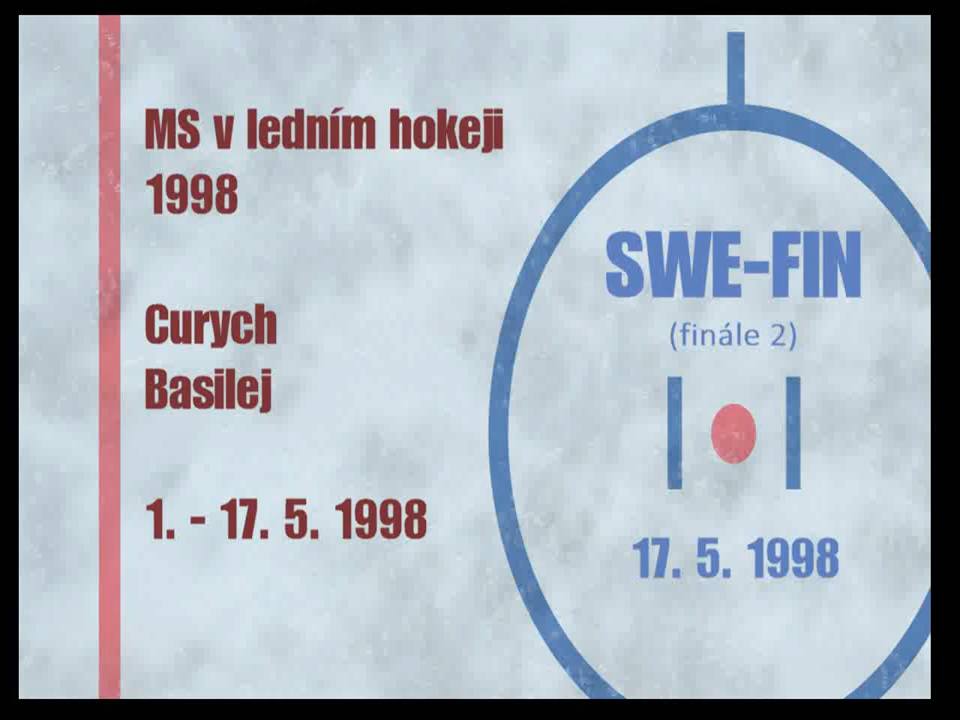 MS v ledním hokeji
1998
Curych
Basilej
1. - 17. 5. 1998
SWE-FIN
(finále 2)
17. 5. 1998